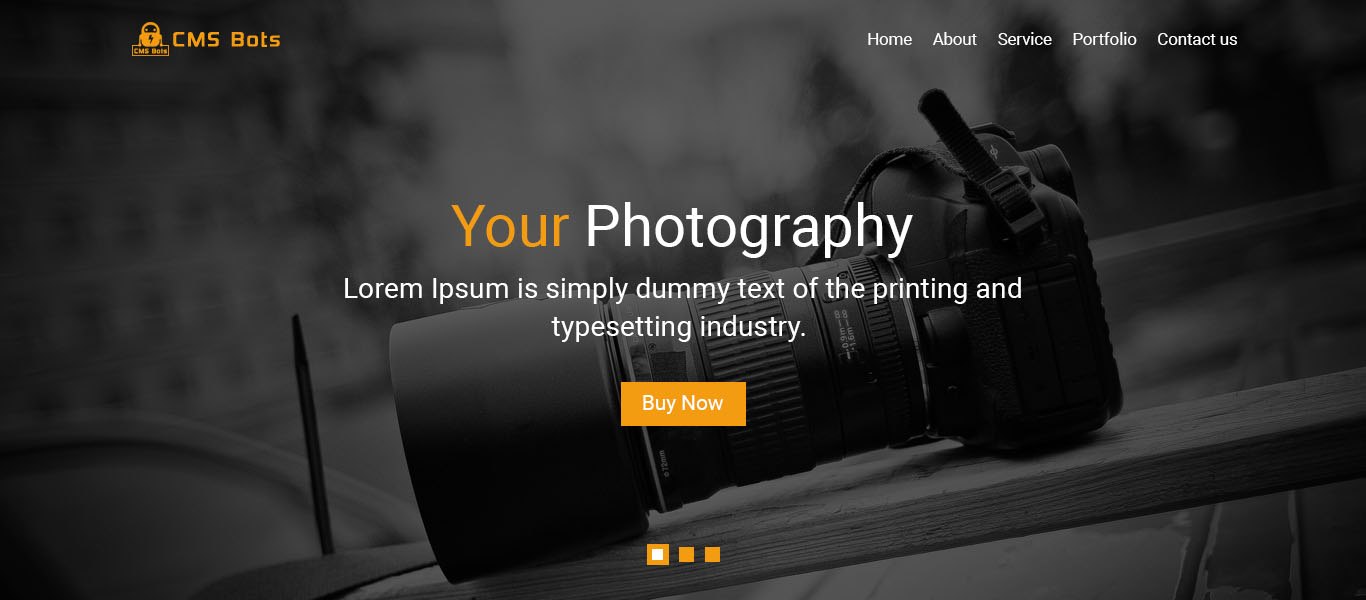 CMS Bots
CMS Bots
Home About Service Portfolio Contact us
Your Photography
Lorem Ipsum is simply dummy text of the printing and
typesetting industry.
Buy Now